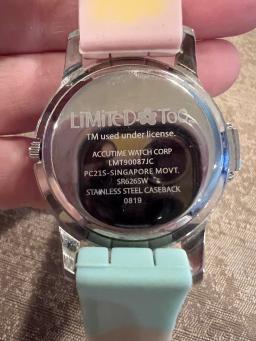 LiMiTeD Too
TM used under license.
ACCUTIME WATCH CORP
LMT90087JC
PC21S-SINGAPORE MOVT.
SR626SW
STAINLESS STEEL CASEBACK
0819